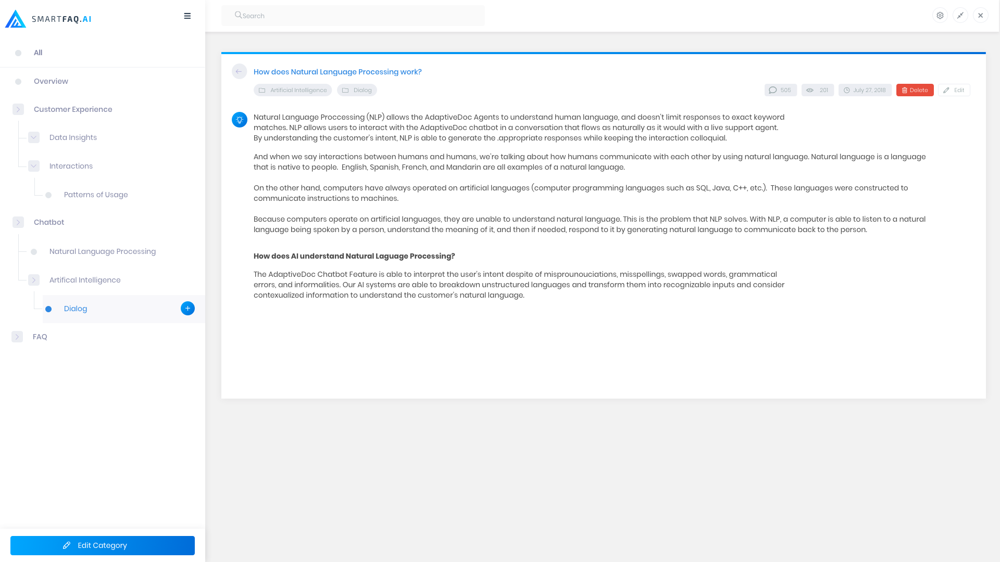 SMARTFAQ.AI
Search
All
Overview
Customer Experience
Data Insights
Interactions
Patterns of Usage
Chatbot
Natural Language Processing
Artifical Intelligence
Dialog
FAQ
Edit Category
How does Natural Language Processing work?
Artificial Intelligence
Dialog
505
201
July 27, 2018
Delete
Edit
Natural Language Proccessing (NLP) allows the AdaptiveDoc Agents to understand human language, and doesn't limit responses to exact keyword
matches. NLP allows users to interact with the AdaptiveDoc chatbot in a conversation that flows as naturally as it would with a live support agent.
By understanding the customer's intent, NLP is able to generate the .appropriate responses while keeping the interaction colloquial.
And when we say interactions between humans and humans, we're talking about how humans communicate with each other by using natural language. Natural language is a language
that is native to people.  English, Spanish, French, and Mandarin are all examples of a natural language.
On the other hand, computers have always operated on artificial languages (computer programming languages such as SQL, Java, C++, etc.).  These languages were constructed to
communicate instructions to machines.
Because computers operate on artificial languages, they are unable to understand natural language. This is the problem that NLP solves. With NLP, a computer is able to listen to a natural
language being spoken by a person, understand the meaning of it, and then if needed, respond to it by generating natural language to communicate back to the person.
How does AI understand Natural Laguage Processing?
The AdaptiveDoc Chatbot Feature is able to interpret the user's intent despite of misprounouciations, misspellings, swapped words, grammatical
errors, and informalities. Our AI systems are able to breakdown unstructured languages and transform them into recognizable inputs and consider
contexualized information to understand the customer's natural language.